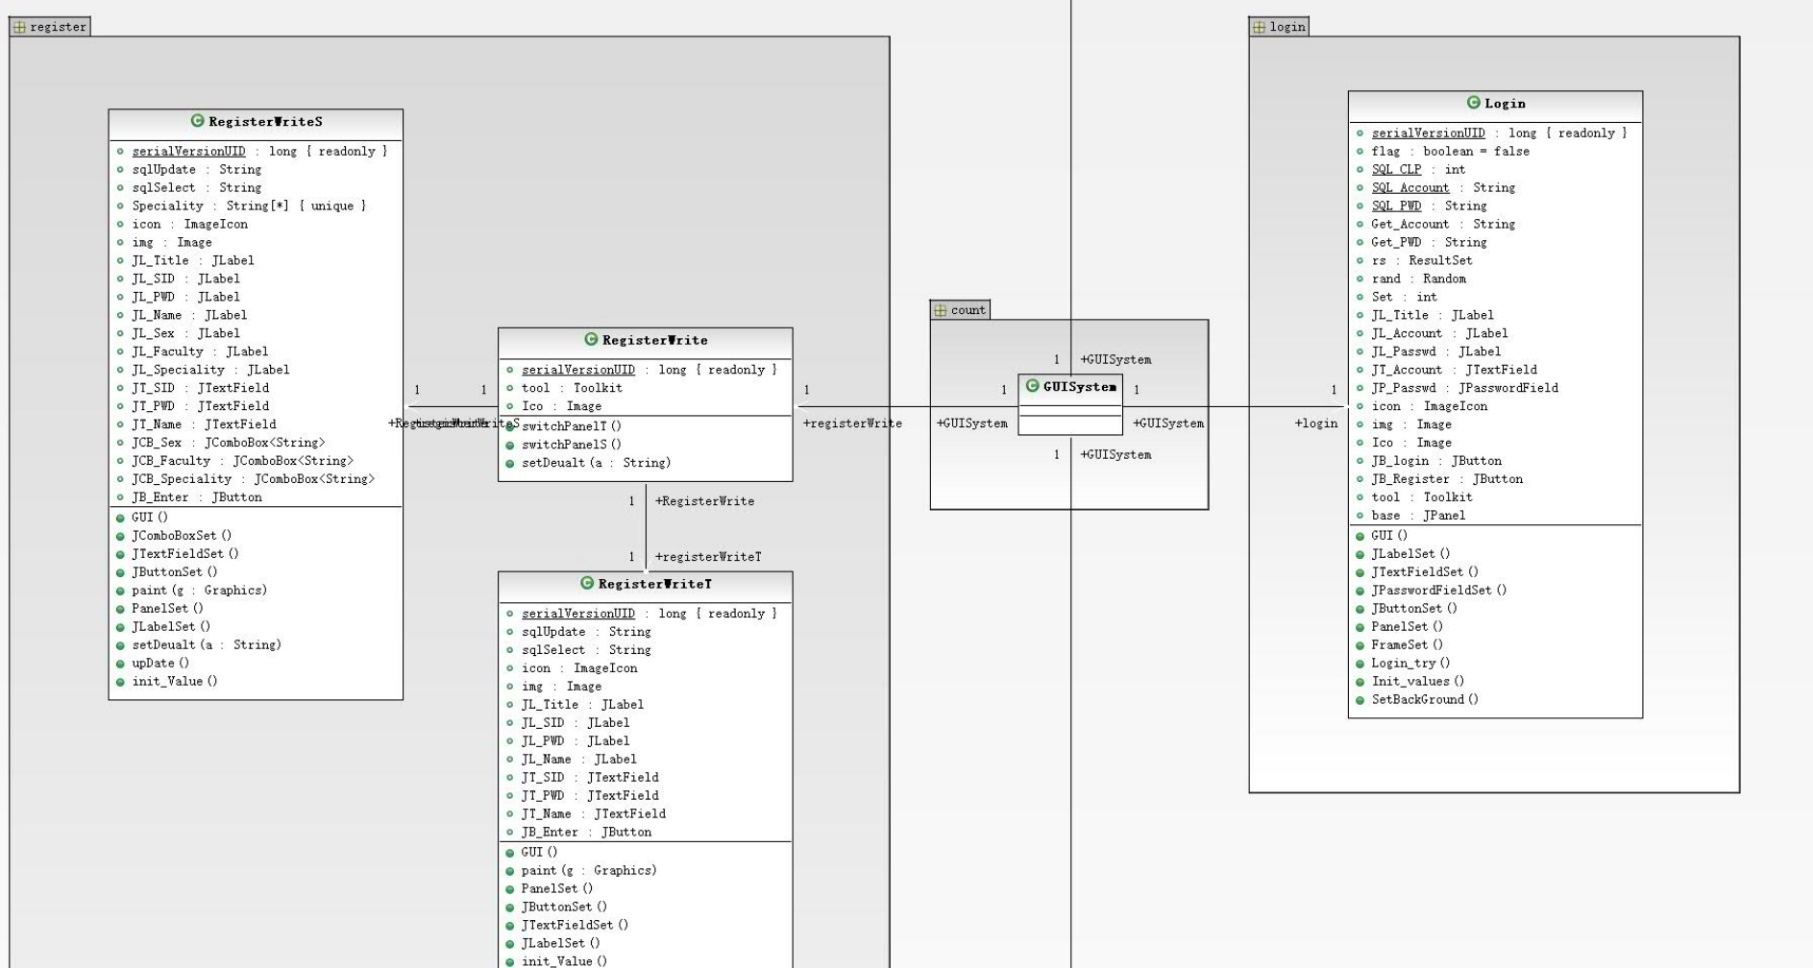 register
RegisterWriteS
serialVersionUID : long { readonly }
sqlUpdate : String
sqlSelect : String
Speciality : String[*] { unique }
icon : ImageIcon
img : Image
JL_Title : JLabel
JL_SID : JLabel
JL_PWD : JLabel
JL_Name : JLabel
JL_Sex : JLabel
JL_Faculty : JLabel
JL_Speciality : JLabel
JT_SID : JTextField
JT_PWD : JTextField
JT_Name : JTextField
JCB_Sex : JComboBox<String>
JCB_Faculty : JComboBox<String>
JCB_Speciality : JComboBox<String>
JB_Enter : JButton
GUI()
JComboBoxSet()
JTextFieldSet()
JButtonSet()
paint(g : Graphics)
PanelSet()
JLabelSet()
setDeualt(a : String)
upDate()
init_Value()
1
1
RegisterWrite
serialVersionUID : long { readonly }
tool : Toolkit
Ico : Image
switchPanelT()
switchPanelS()
setDeualt(a : String)
1 +RegisterWrite
1 +registerWriteT
RegisterWriteT
serialVersionUID : long { readonly }
sqlUpdate : String
sqlSelect : String
icon : ImageIcon
img : Image
JL_Title : JLabel
JL_SID : JLabel
JL_PWD : JLabel
JL_Name : JLabel
JT_SID : JTextField
JT_PWD : JTextField
JT_Name : JTextField
JB_Enter : JButton
GUI()
paint(g : Graphics)
PanelSet()
JButtonSet()
JTextFieldSet()
JLabelSet()
init_Value()
1
+registerWrite
count
1 +GUISystem
GUISystem
1
+GUISystem
1
+GUISystem
1 +GUISystem
1
+login
login
Login
serialVersionUID : long { readonly }
flag : boolean = false
SQL_CLP : int
SQL_Account : String
SQL_PWD : String
Get_Account : String
Get_PWD : String
rs : ResultSet
rand : Random
Set : int
JL_Title : JLabel
JL_Account : JLabel
JL_Passwd : JLabel
JT_Account : JTextField
JP_Passwd : JPasswordField
icon : ImageIcon
img : Image
Ico : Image
JB_login : JButton
JB_Register : JButton
tool : Toolkit
base : JPanel
GUI()
JLabelSet()
JTextFieldSet()
JPasswordFieldSet()
JButtonSet()
PanelSet()
FrameSet()
Login_try()
Init_values()
SetBackGround()